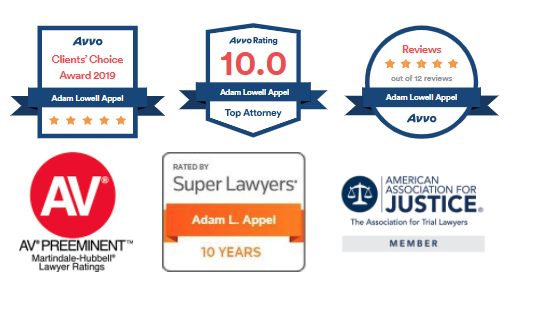 Avvo
Clients' Choice
Award 2019
Adam Lowell Appel
Avvo Rating
10.0
Adam Lowell Appel
Top Attorney
Reviews
out of 12 reviews
Adam Lowell Appel
Avvo
AV®
AV® PREEMINENT™
Martindale-Hubbell®
Lawyer Ratings
RATED BY
Super Lawyers®
Adam L. Appel
10 YEARS
AMERICAN
ASSOCIATION FOR
JUSTICE®
The Association for Trial Lawyers
MEMBER